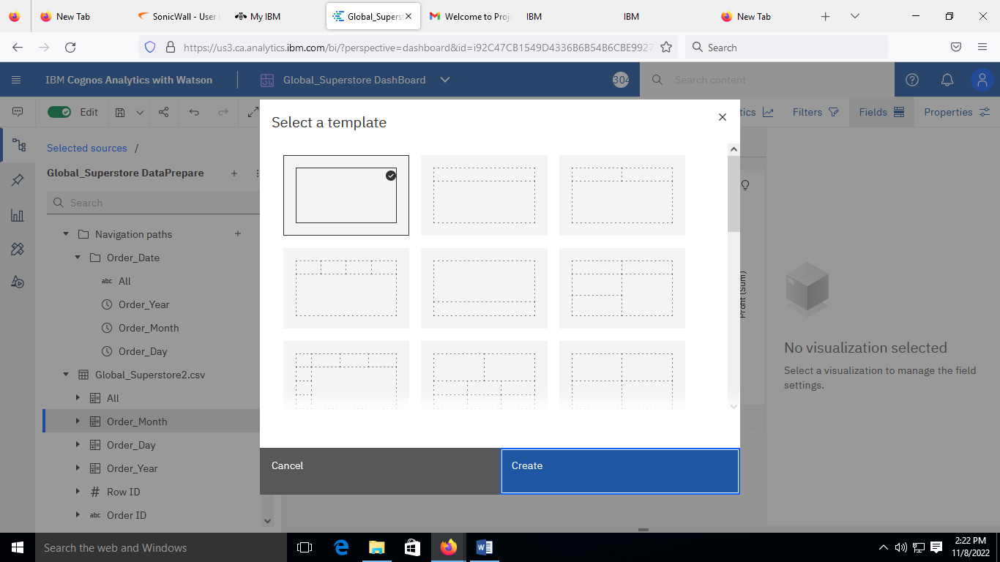 New Tab
SonicWall - User
My IBM
Global_Superst
Welcome to Proj
IBM
IBM
New Tab
https://us3.ca.analytics.ibm.com/bi/?perspective=dashboard&id=i92C47CB1549D4336B6B54B6CBE9927
Search
IBM Cognos Analytics with Watson
Global_Superstore DashBoard
304
Search content
Edit
tics
Filters
Fields
Properties
Select a template
Selected sources /
Global_Superstore DataPrepare
Search
Navigation paths
Order_Date
abc All
Order_Year
Order_Month
Order_Day
Global_Superstore2.csv
All
Order_Month
Order_Day
Order_Year
# Row ID
abc Order ID
Profit (Sum)
No visualization selected
Select a visualization to manage the field
settings.
Cancel
Create
Search the web and Windows
2:22 PM
11/8/2022